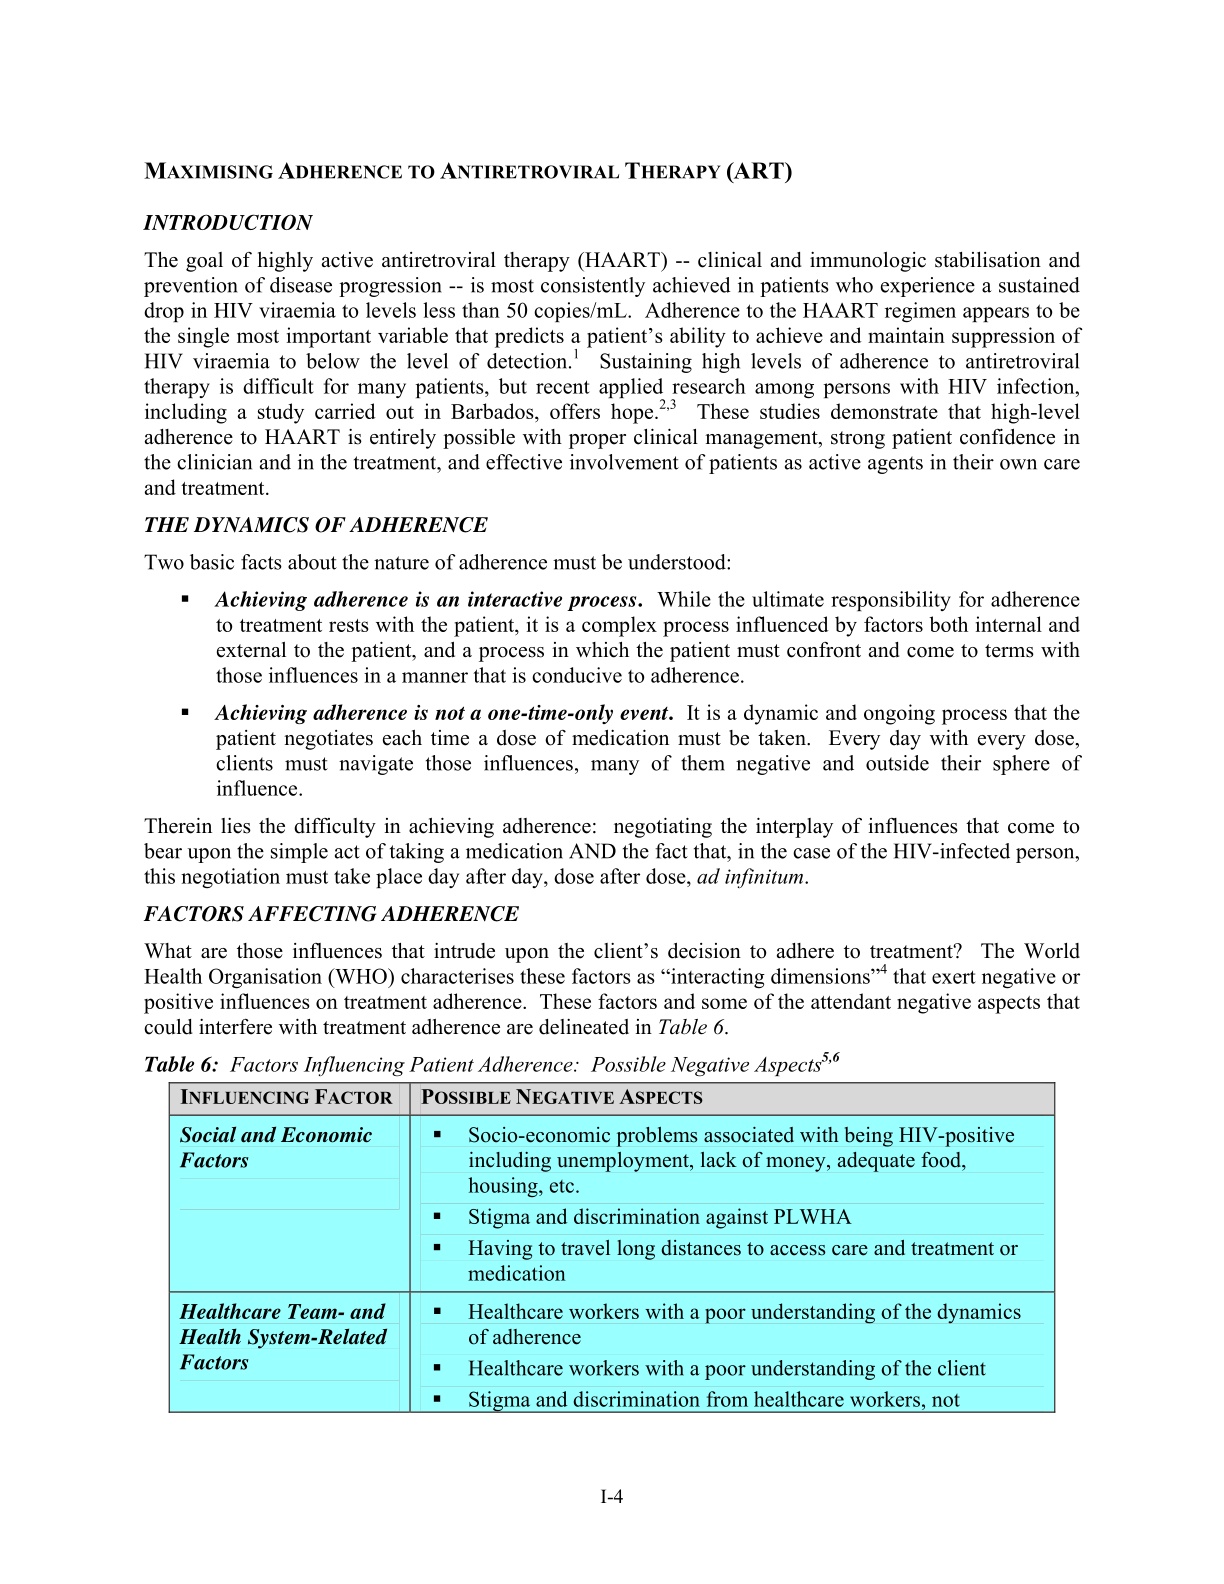 MAXIMISING ADHERENCE TO ANTIRETROVIRAL THERAPY (ART)
INTRODUCTION
The goal of highly active antiretroviral therapy (HAART) -- clinical and immunologic stabilisation and
prevention of disease progression -- is most consistently achieved in patients who experience a sustained
drop in HIV viraemia to levels less than 50 copies/mL. Adherence to the HAART regimen appears to be
the single most important variable that predicts a patient's ability to achieve and maintain suppression of
HIV viraemia to below the level of detection.1 Sustaining high levels of adherence to antiretroviral
therapy is difficult for many patients, but recent applied research among persons with HIV infection,
including a study carried out in Barbados, offers hope.2,3 These studies demonstrate that high-level
adherence to HAART is entirely possible with proper clinical management, strong patient confidence in
the clinician and in the treatment, and effective involvement of patients as active agents in their own care
and treatment.
THE DYNAMICS OF ADHERENCE
Two basic facts about the nature of adherence must be understood:
▪ Achieving adherence is an interactive process. While the ultimate responsibility for adherence
to treatment rests with the patient, it is a complex process influenced by factors both internal and
external to the patient, and a process in which the patient must confront and come to terms with
those influences in a manner that is conducive to adherence.
▪ Achieving adherence is not a one-time-only event. It is a dynamic and ongoing process that the
patient negotiates each time a dose of medication must be taken. Every day with every dose,
clients must navigate those influences, many of them negative and outside their sphere of
influence.
Therein lies the difficulty in achieving adherence: negotiating the interplay of influences that come to
bear upon the simple act of taking a medication AND the fact that, in the case of the HIV-infected person,
this negotiation must take place day after day, dose after dose, ad infinitum.
FACTORS AFFECTING ADHERENCE
What are those influences that intrude upon the client's decision to adhere to treatment? The World
Health Organisation (WHO) characterises these factors as “interacting dimensions”4 that exert negative or
positive influences on treatment adherence. These factors and some of the attendant negative aspects that
could interfere with treatment adherence are delineated in Table 6.
Table 6: Factors Influencing Patient Adherence: Possible Negative Aspects5,6
INFLUENCING FACTOR POSSIBLE NEGATIVE ASPECTS
Social and Economic
Factors
▪ Socio-economic problems associated with being HIV-positive
including unemployment, lack of money, adequate food,
housing, etc.
▪ Stigma and discrimination against PLWHA
▪ Having to travel long distances to access care and treatment or
medication
Healthcare Team- and
Health System-Related
Factors
▪ Healthcare workers with a poor understanding of the dynamics
of adherence
▪ Healthcare workers with a poor understanding of the client
▪ Stigma and discrimination from healthcare workers, not
I-4